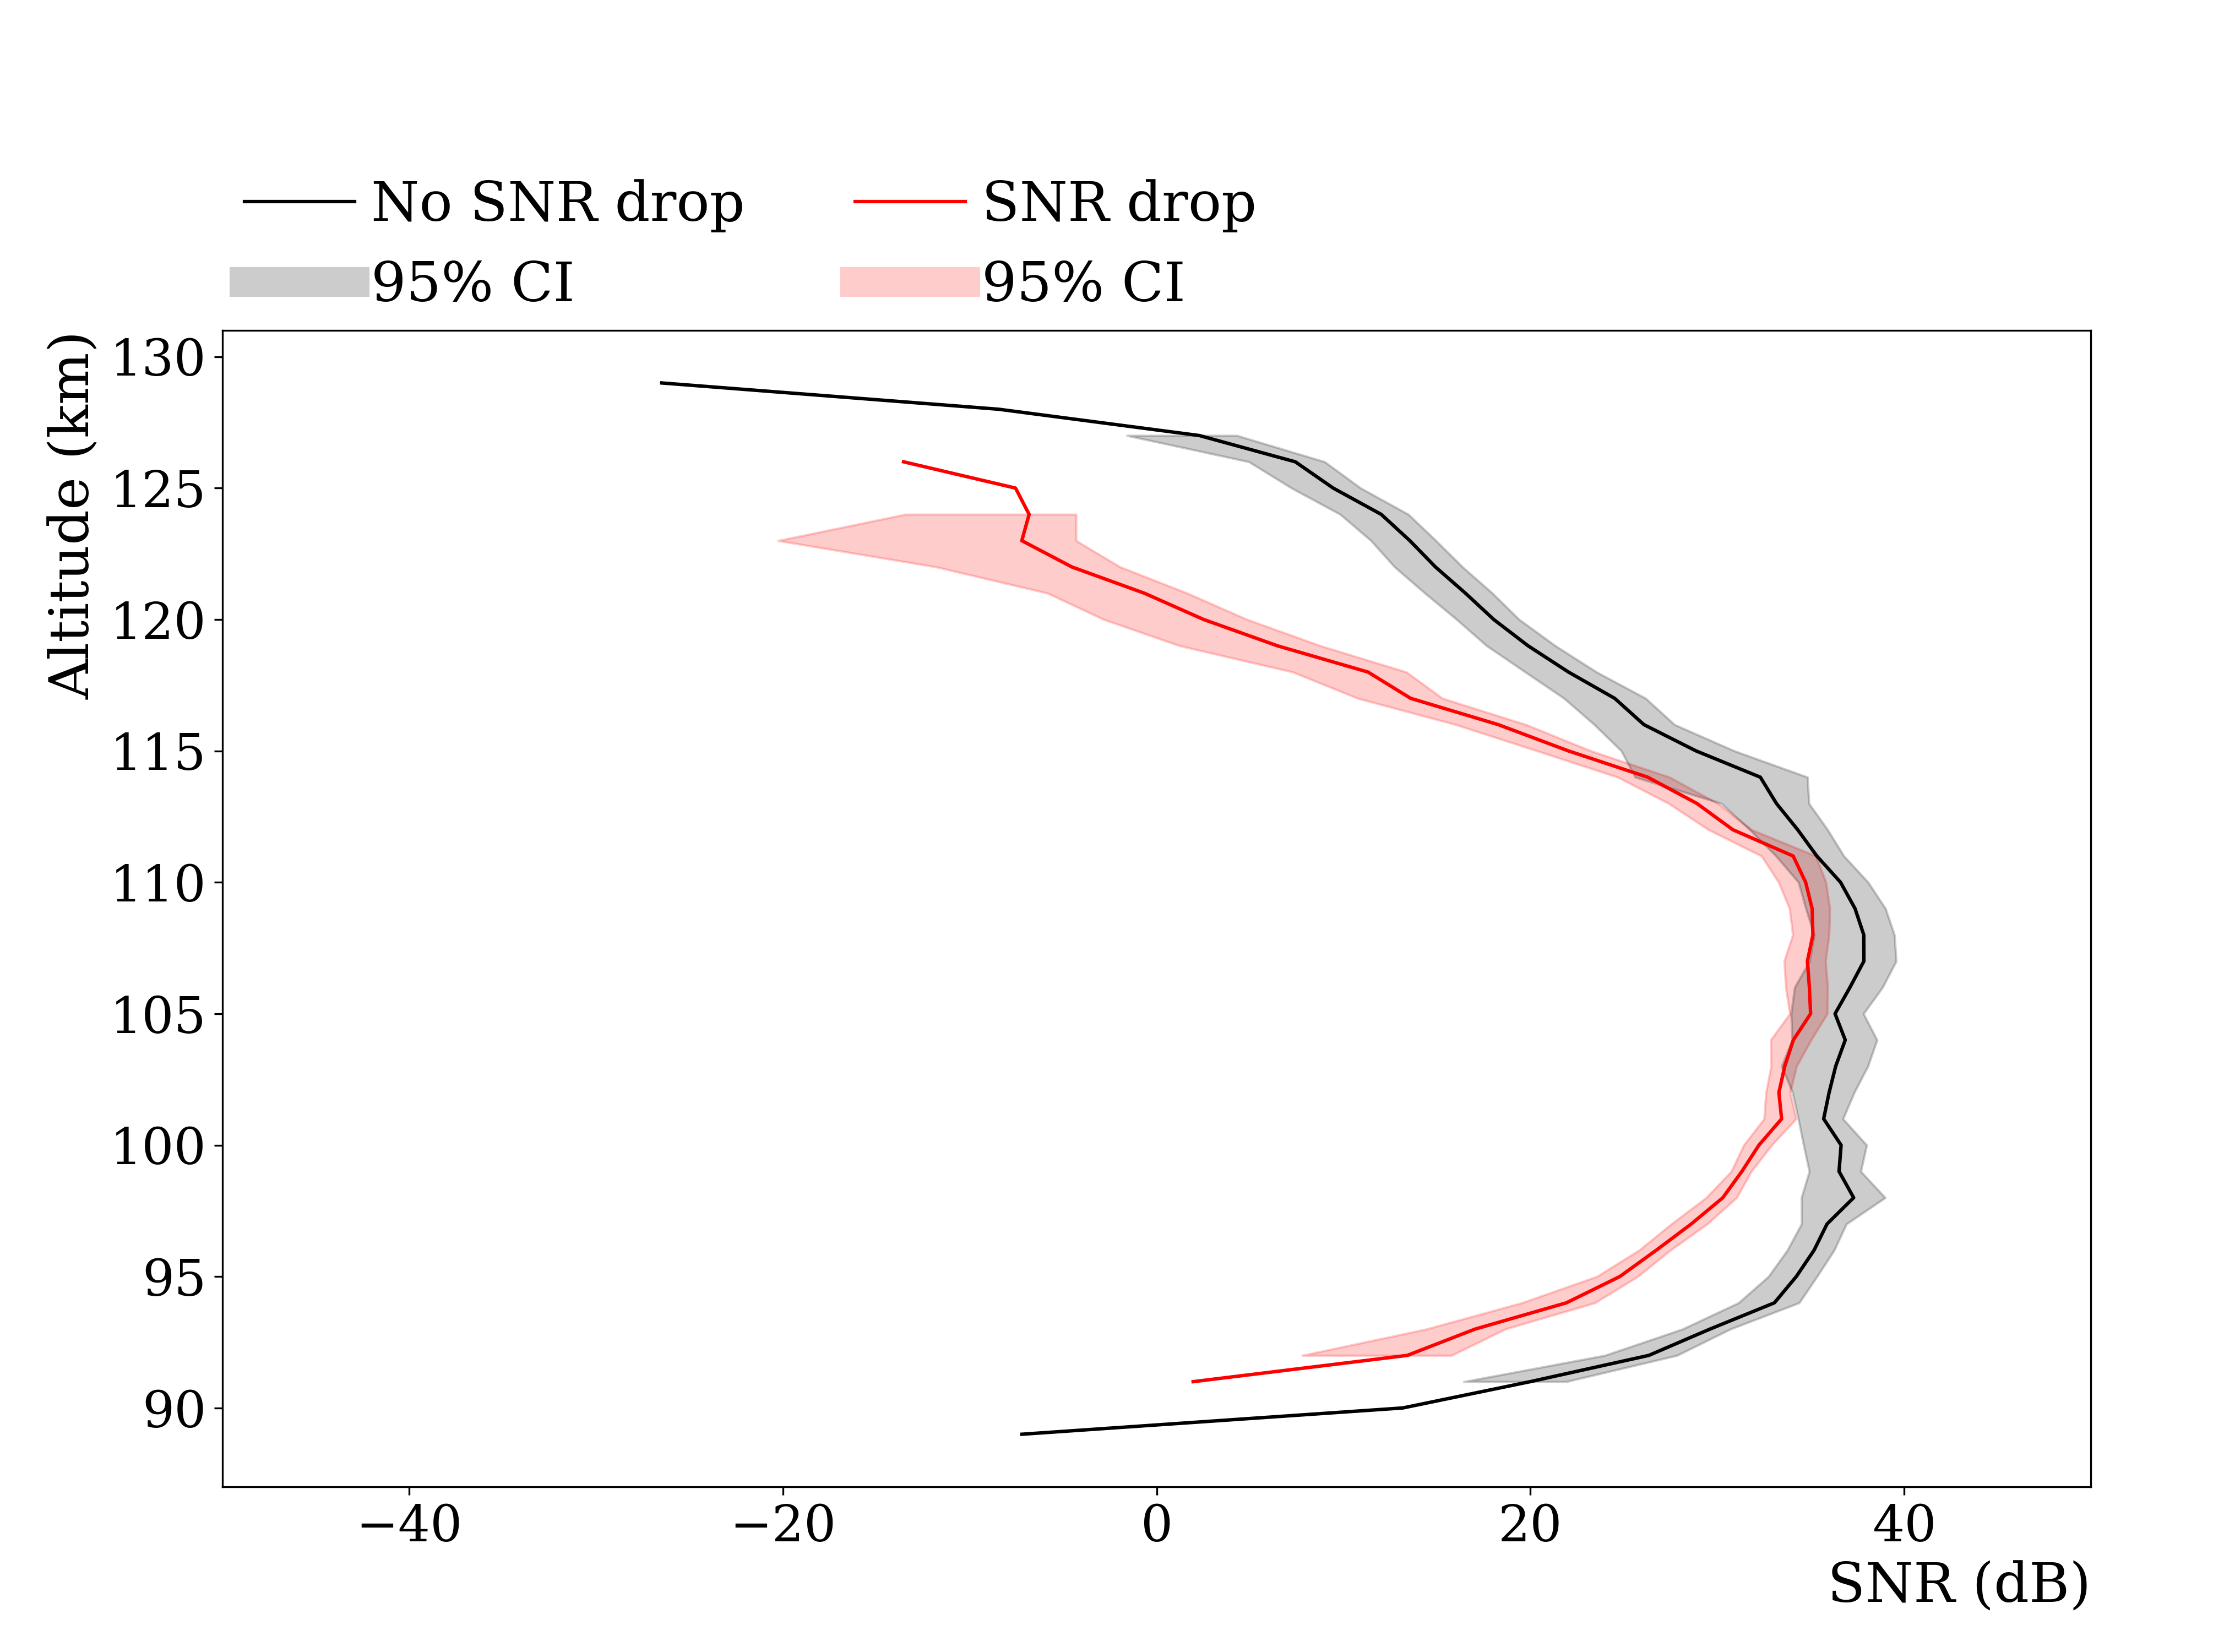 No SNR drop
SNR drop
95% CI
95% CI
Altitude (km)
130
125
120
115
110
105
100
95
90
−40
−20
0
20
40
SNR (dB)